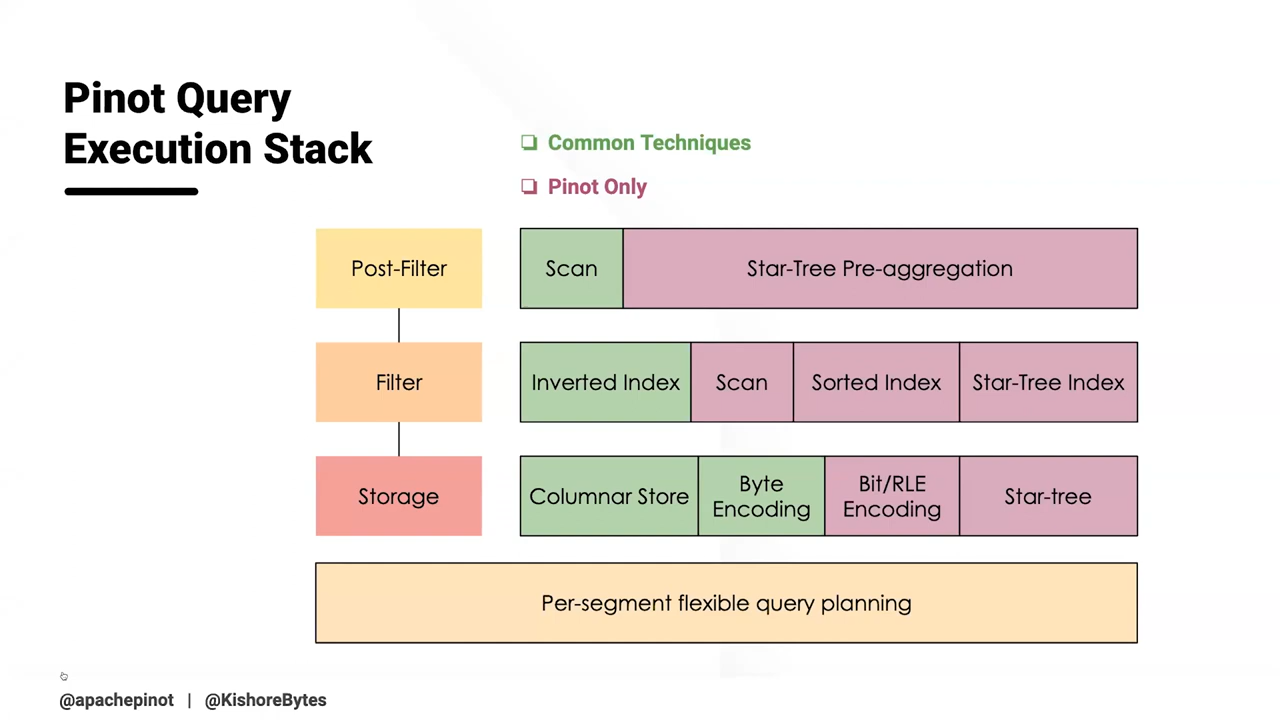 Pinot Query
Execution Stack
Common Techniques
Pinot Only
Post-Filter
Scan
Star-Tree Pre-aggregation
Filter
Inverted Index
Scan
Sorted Index
Star-Tree Index
Storage
Columnar Store
Byte
Encoding
Bit/RLE
Encoding
Star-tree
Per-segment flexible query planning
@apachepinot | @KishoreBytes